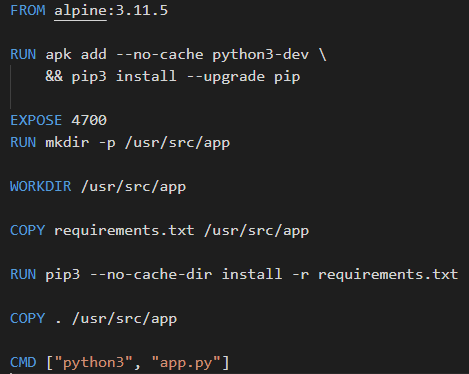 FROM alpine:3.11.5
RUN apk add --no-cache python3-dev \
&& pip3 install --upgrade pip
EXPOSE 4700
RUN mkdir -p /usr/src/app
WORKDIR /usr/src/app
COPY requirements.txt /usr/src/app
RUN pip3 --no-cache-dir install -r requirements.txt
COPY . /usr/src/app
CMD ["python3", "app.py"]